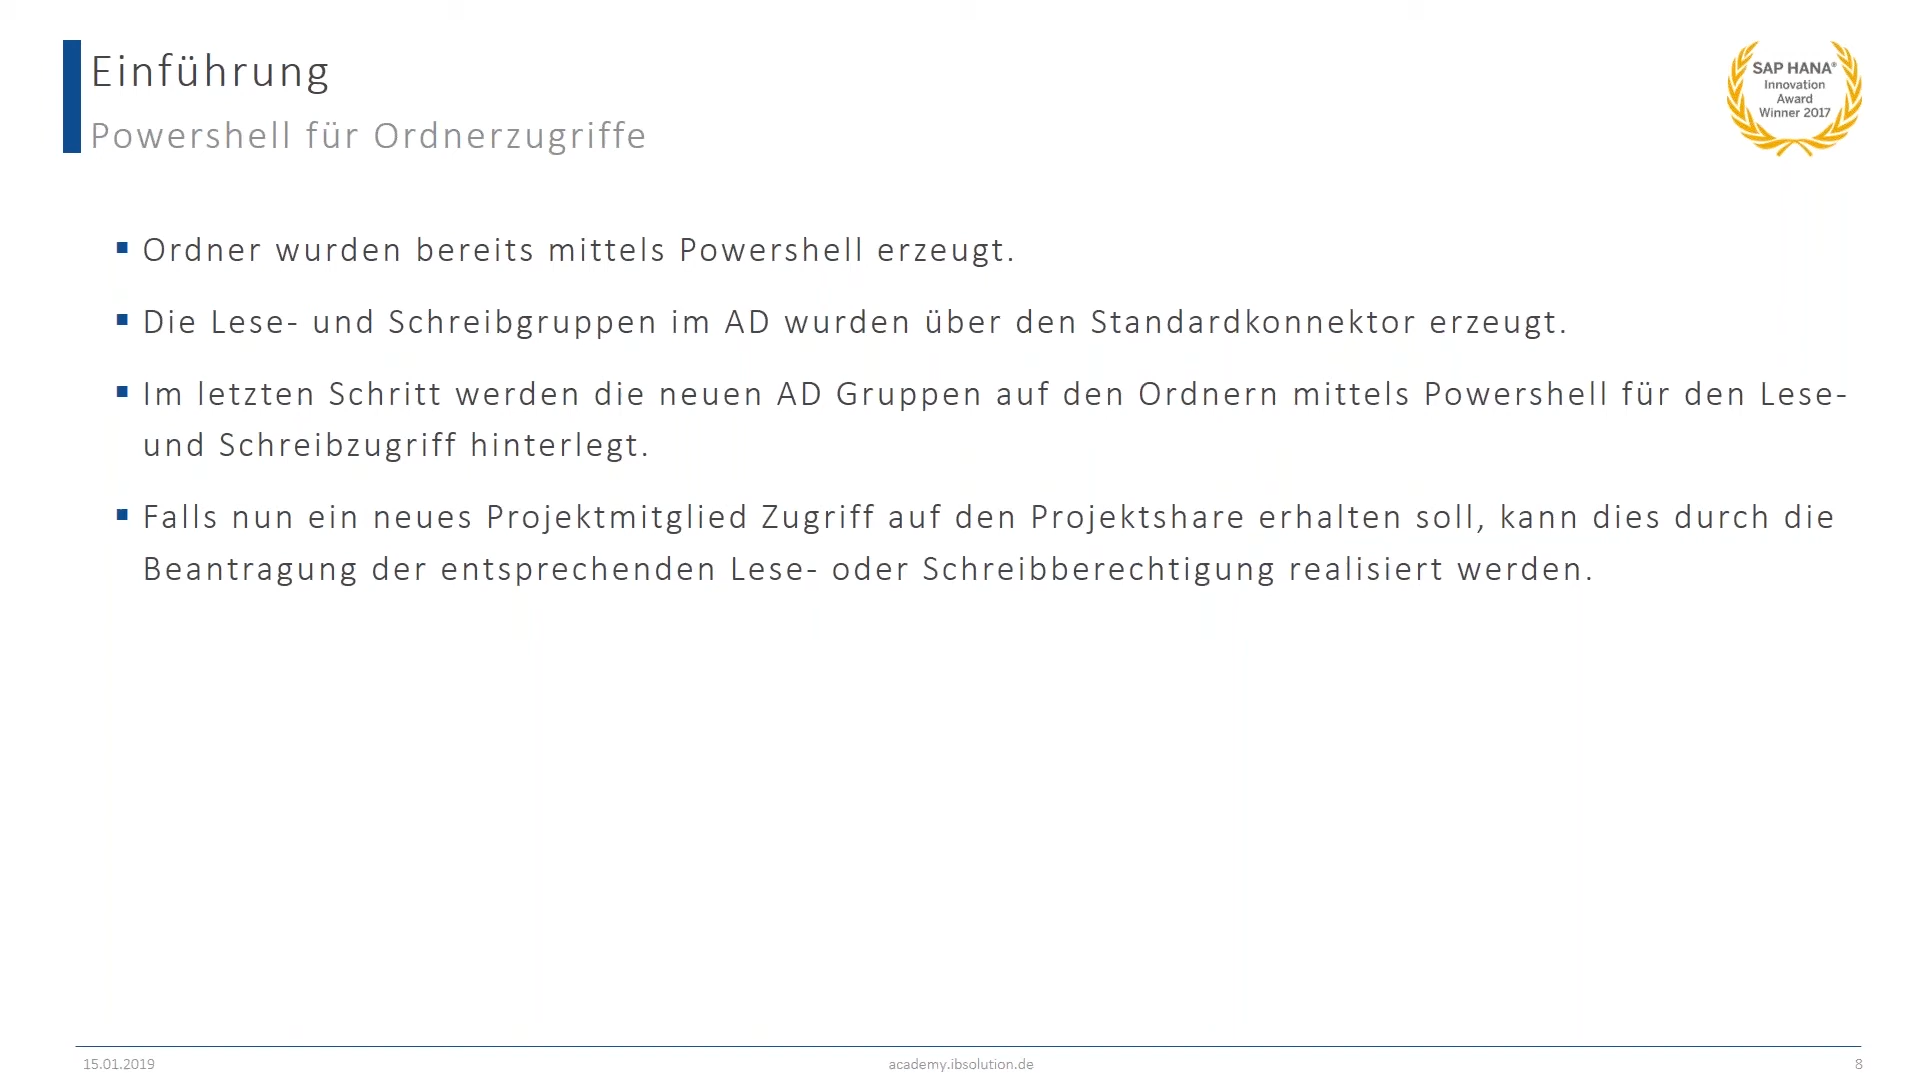 Einführung
Powershell für Ordnerzugriffe
SAP HANA®
Innovation
Award
Winner 2017
▪ Ordner wurden bereits mittels Powershell erzeugt.
▪ Die Lese- und Schreibgruppen im AD wurden über den Standardkonnektor erzeugt.
▪ Im letzten Schritt werden die neuen AD Gruppen auf den Ordnern mittels Powershell für den Lese-
und Schreibzugriff hinterlegt.
▪ Falls nun ein neues Projektmitglied Zugriff auf den Projektshare erhalten soll, kann dies durch die
Beantragung der entsprechenden Lese- oder Schreibberechtigung realisiert werden.
15.01.2019
academy.ibsolution.de
8